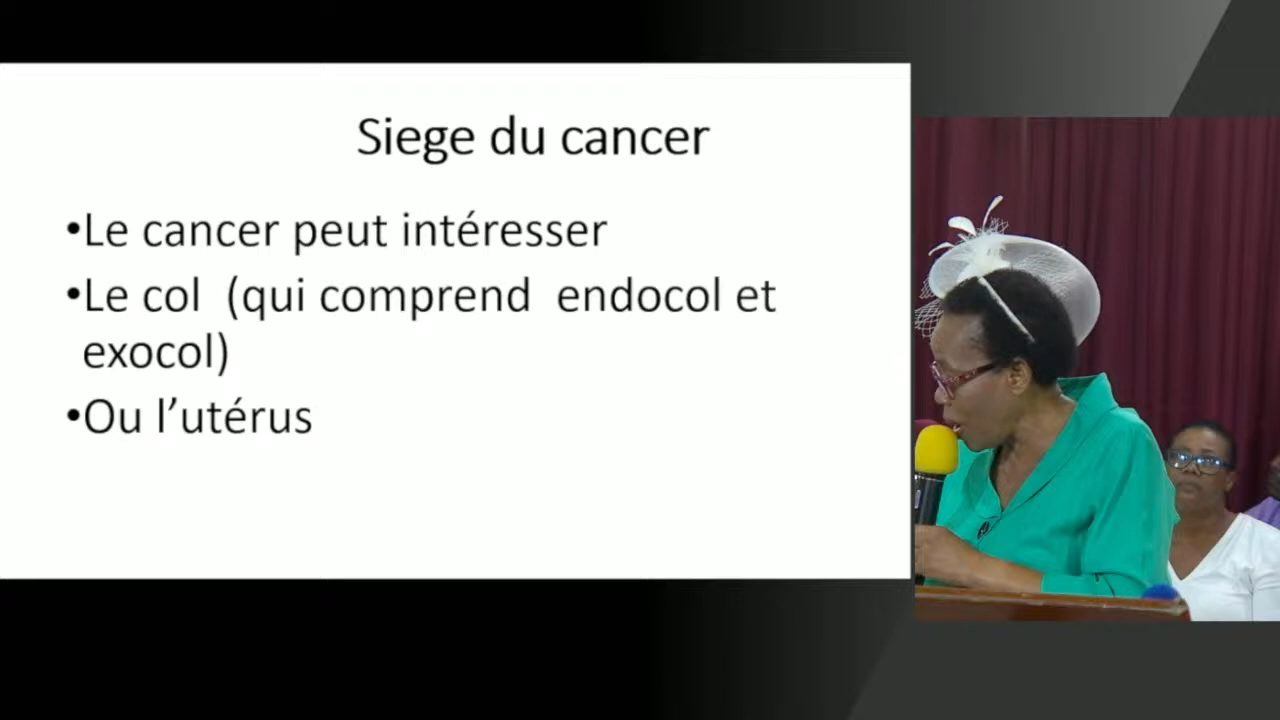 Siege du cancer
•Le cancer peut intéresser
•Le col  (qui comprend  endocol et
exocol)
•Ou l’utérus